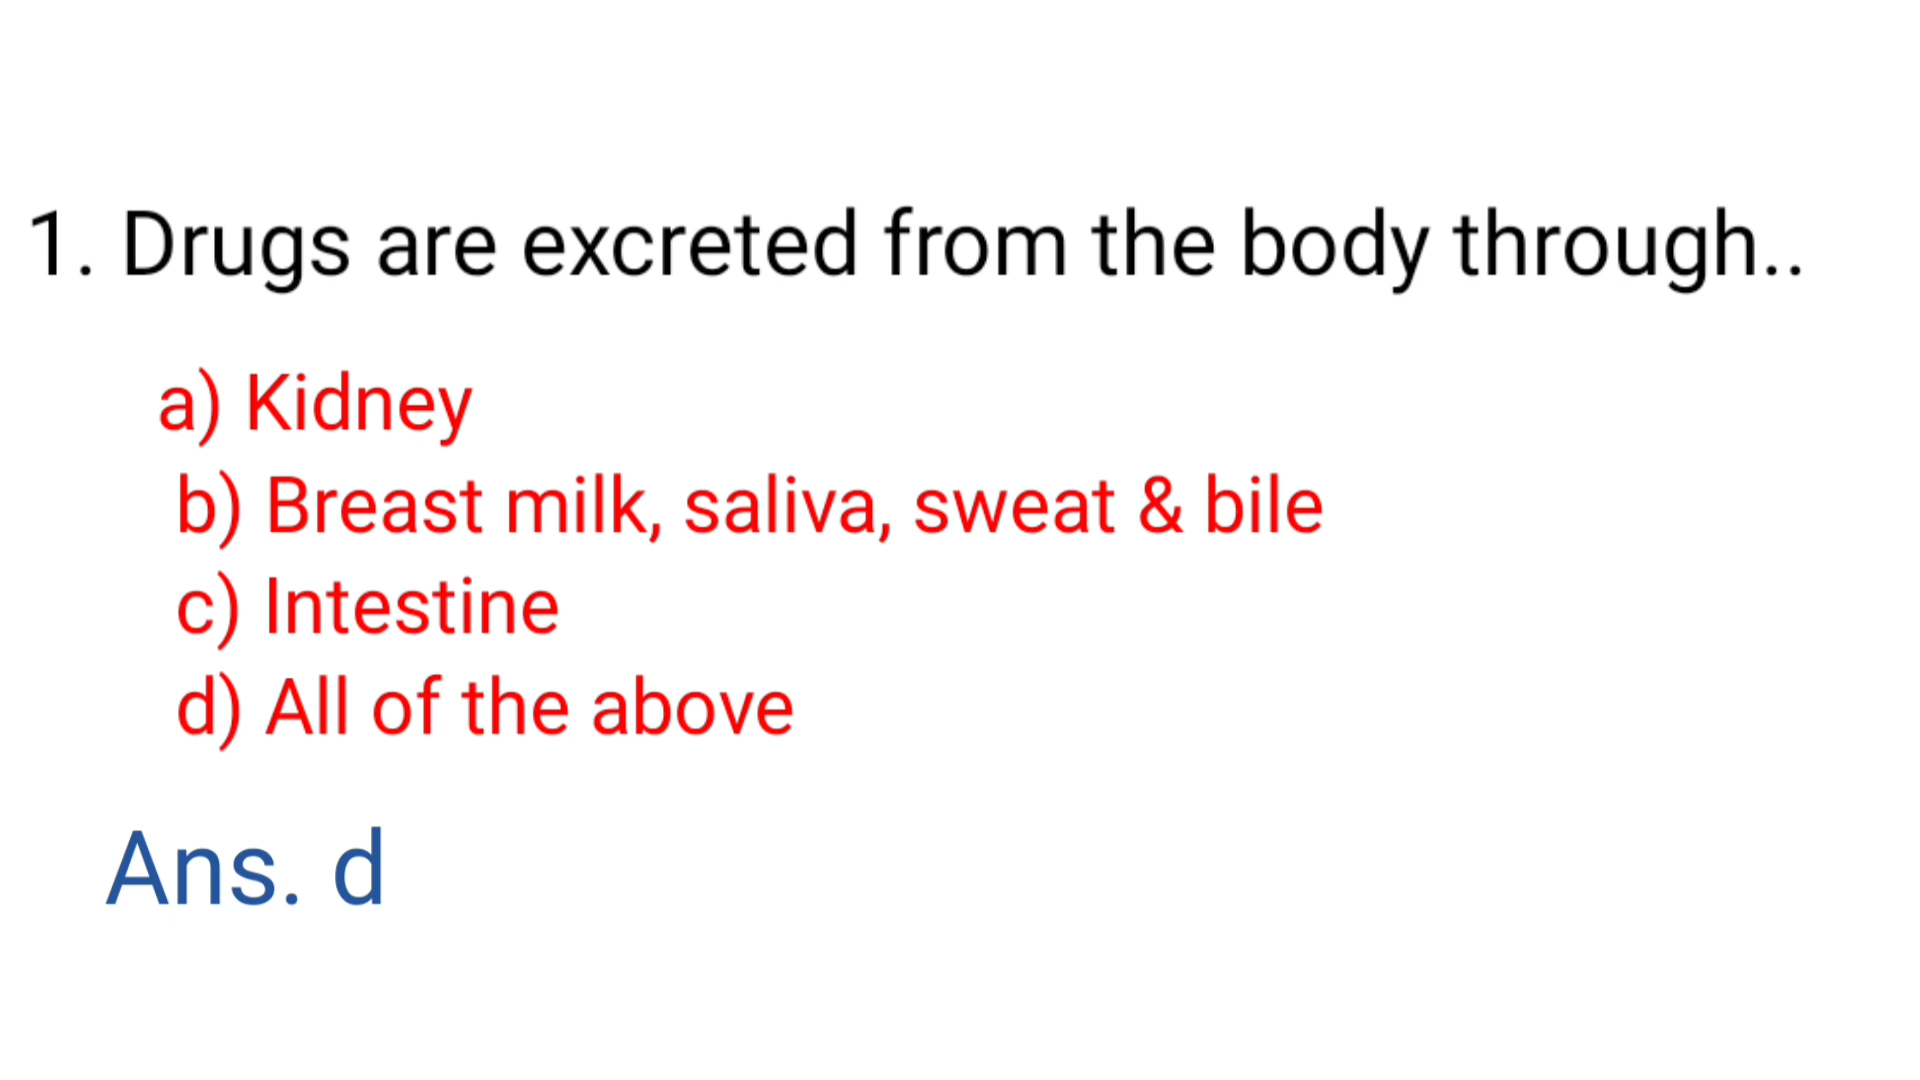 1. Drugs are excreted from the body through..
a) Kidney
b) Breast milk, saliva, sweat & bile
c) Intestine
d) All of the above
Ans. d